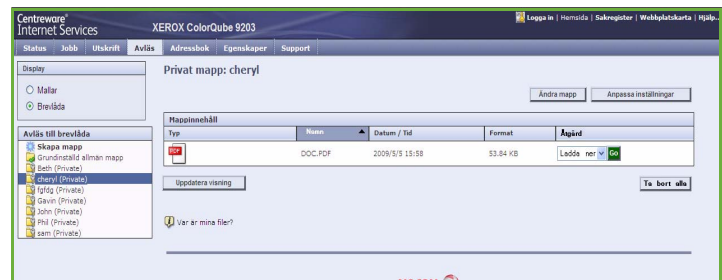 Centreware®
Internet Services
XEROX ColorQube 9203
Logga in | Hemsida | Sakregister | Webbplatskarta | Hjälp..
Status Jobb Utskrift Avläs Adressbok Egenskaper Support
Display
Mallar
Brevlåda
Avläs till brevlåda
Skapa mapp
Grundinställd allmän mapp
Beth (Private)
cheryl (Private)
fgfdg (Private)
Gavin (Private)
John (Private)
Phil (Private)
sam (Private)
Privat mapp: cheryl
Ändra mapp Anpassa inställningar
Mappinnehåll
Typ Namn Datum / Tid Format Åtgärd
PDF DOC.PDF 2009/5/5 15:58 53.84 KB Ladda ner Go
Uppdatera visning Ta bort alla
Var är mina filer?